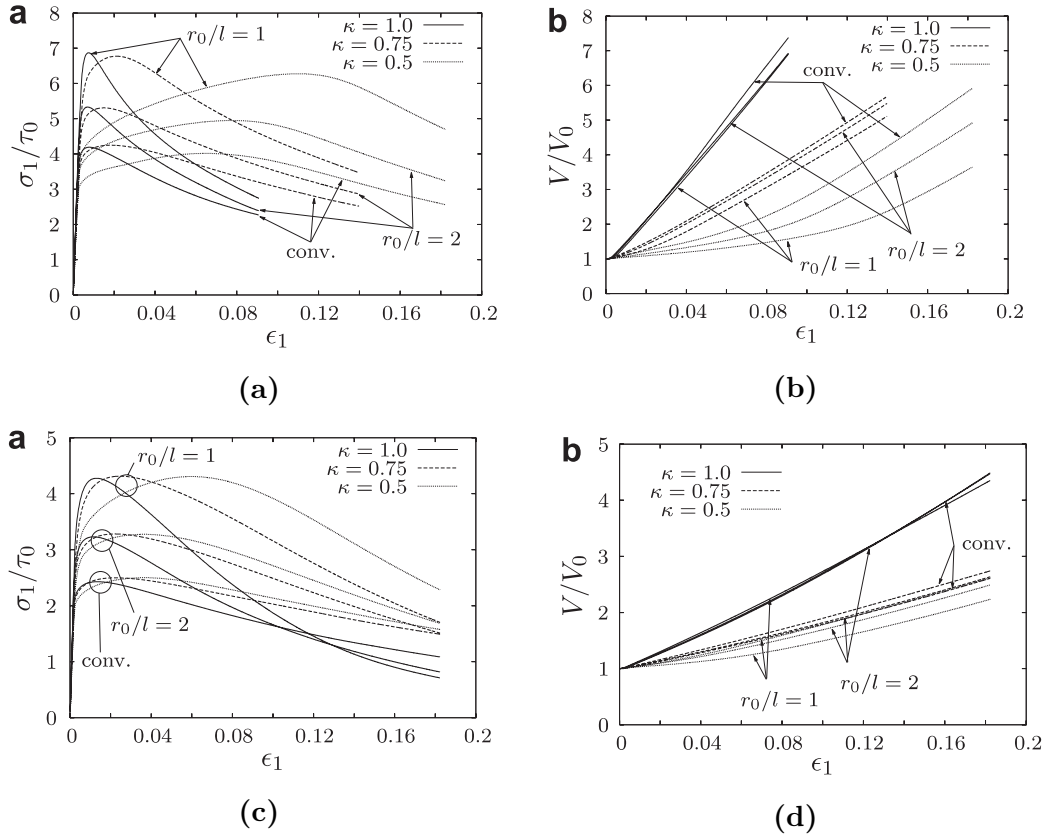 a
8
7
6
5
4
3
2
1
0
σ₁/τ₀
r₀/l = 1
κ = 1.0
κ = 0.75
κ = 0.5
conv.
r₀/l = 2
0 0.04 0.08 0.12 0.16 0.2
ϵ₁
(a)
b
8
7
6
5
4
3
2
1
0
V/V₀
κ = 1.0
κ = 0.75
κ = 0.5
conv.
r₀/l = 1
r₀/l = 2
0 0.04 0.08 0.12 0.16 0.2
ϵ₁
(b)
a
5
4
3
2
1
0
σ₁/τ₀
r₀/l = 1
κ = 1.0
κ = 0.75
κ = 0.5
r₀/l = 2
conv.
0 0.04 0.08 0.12 0.16 0.2
ϵ₁
(c)
b
5
4
3
2
1
0
V/V₀
κ = 1.0
κ = 0.75
κ = 0.5
conv.
r₀/l = 1
r₀/l = 2
0 0.04 0.08 0.12 0.16 0.2
ϵ₁
(d)